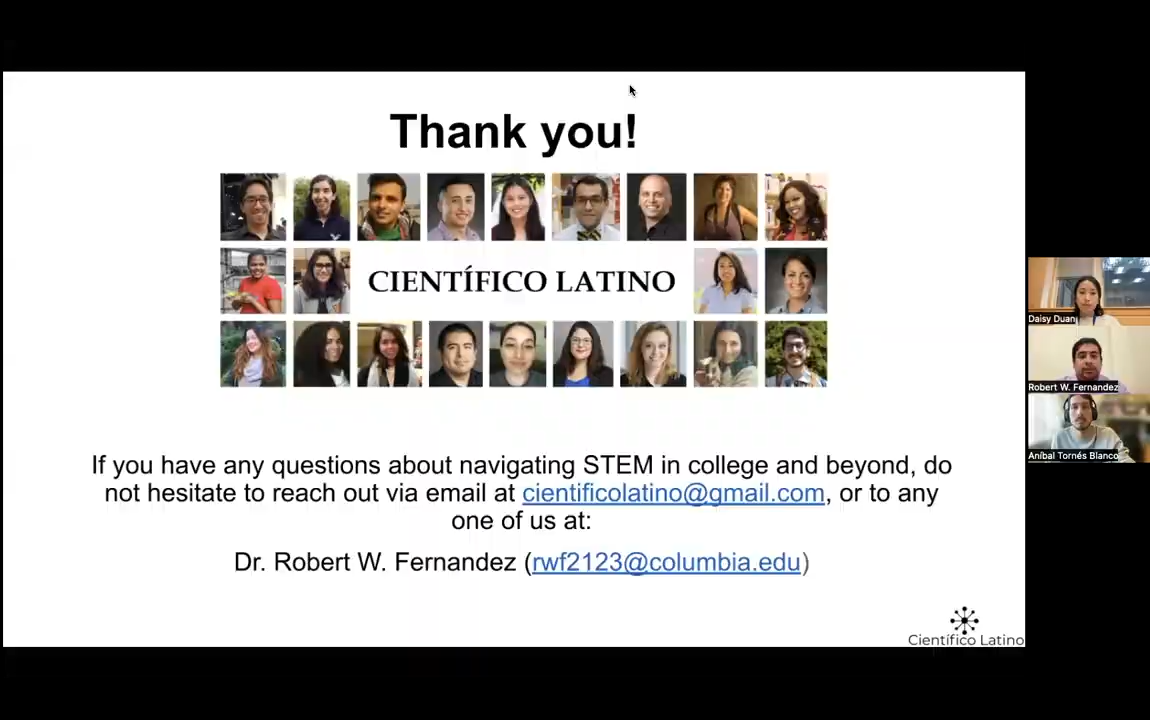 Thank you!
CIENTÍFICO LATINO
If you have any questions about navigating STEM in college and beyond, do
not hesitate to reach out via email at cientificolatino@gmail.com, or to any
one of us at:
Dr. Robert W. Fernandez (rwf2123@columbia.edu)
Científico Latino
Daisy Duan
Robert W. Fernandez
Aníbal Tornés Blanco